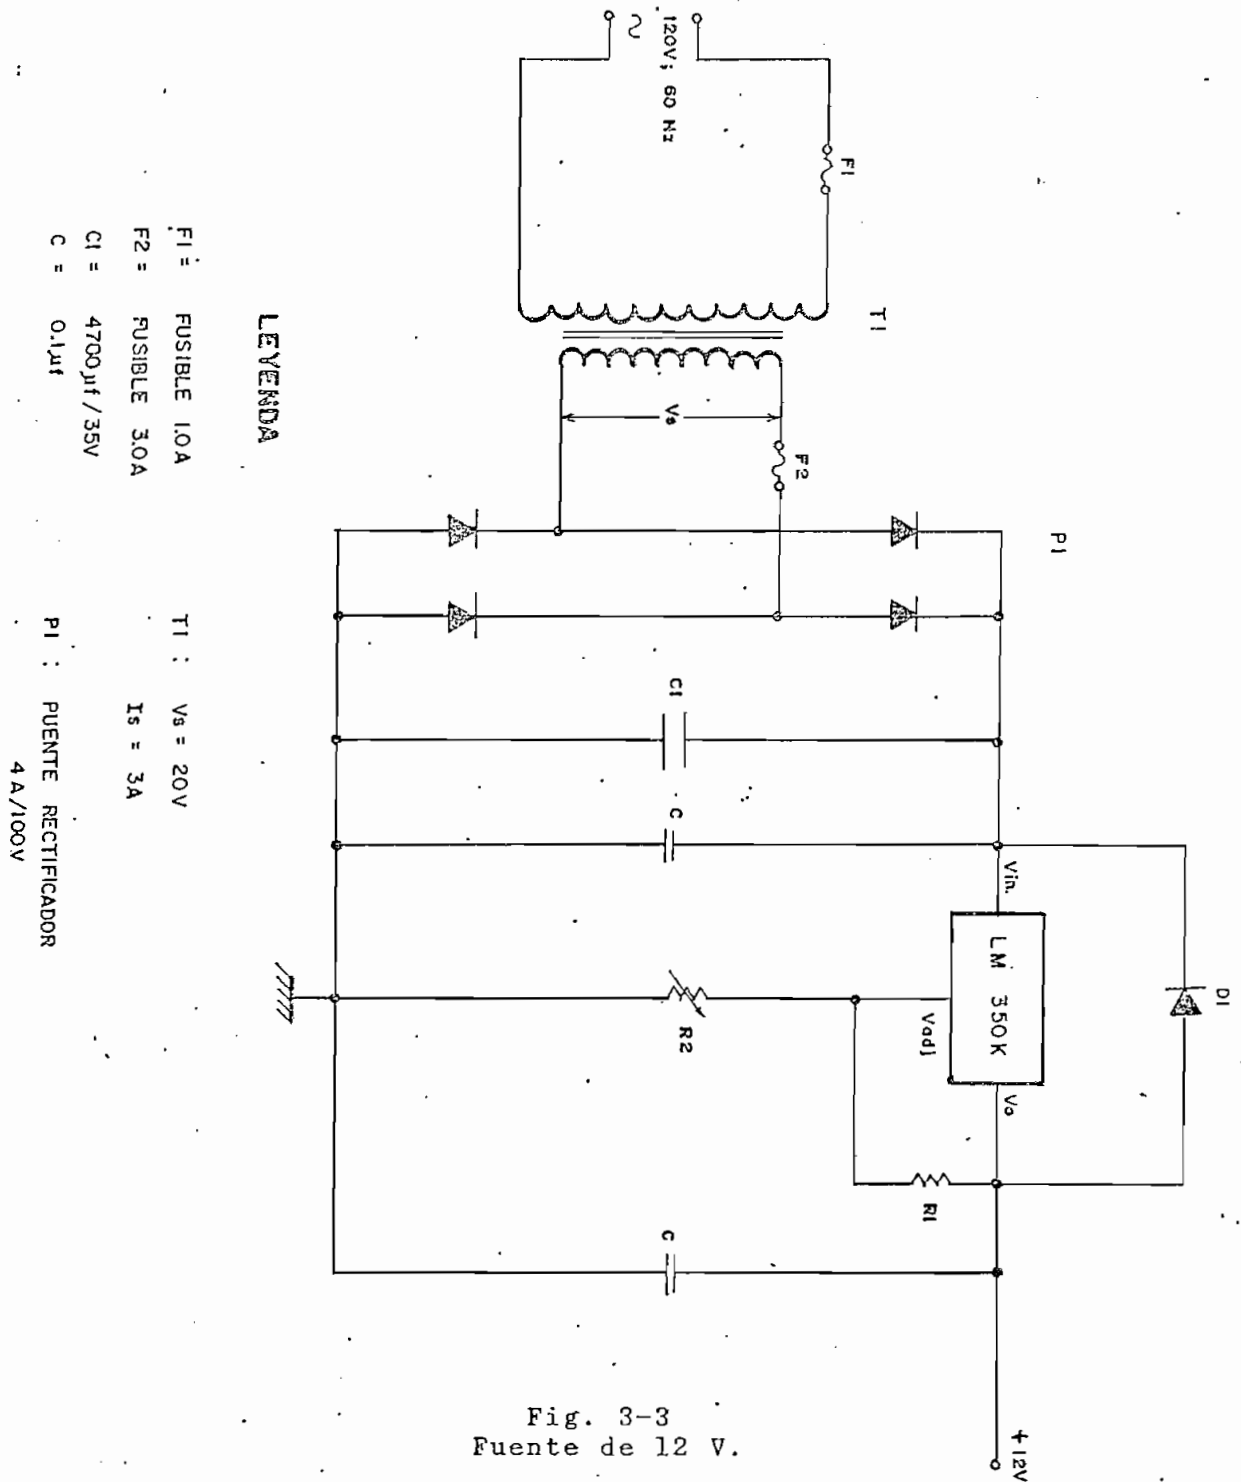 120V; 60 Hz
∼
F1
T1
Vs
F2
P1
C1
C
Vin.
LM 350K
Vadj
Vo
D1
R2
R1
C
+12V
LEYENDA
F1 = FUSIBLE 1.0A
F2 = FUSIBLE 3.0A
C1 = 4700µf/35V
C = 0.1µf
T1 : Vs = 20V
Is = 3A
P1 : PUENTE RECTIFICADOR
4A/100V
Fig. 3-3
Fuente de 12 V.